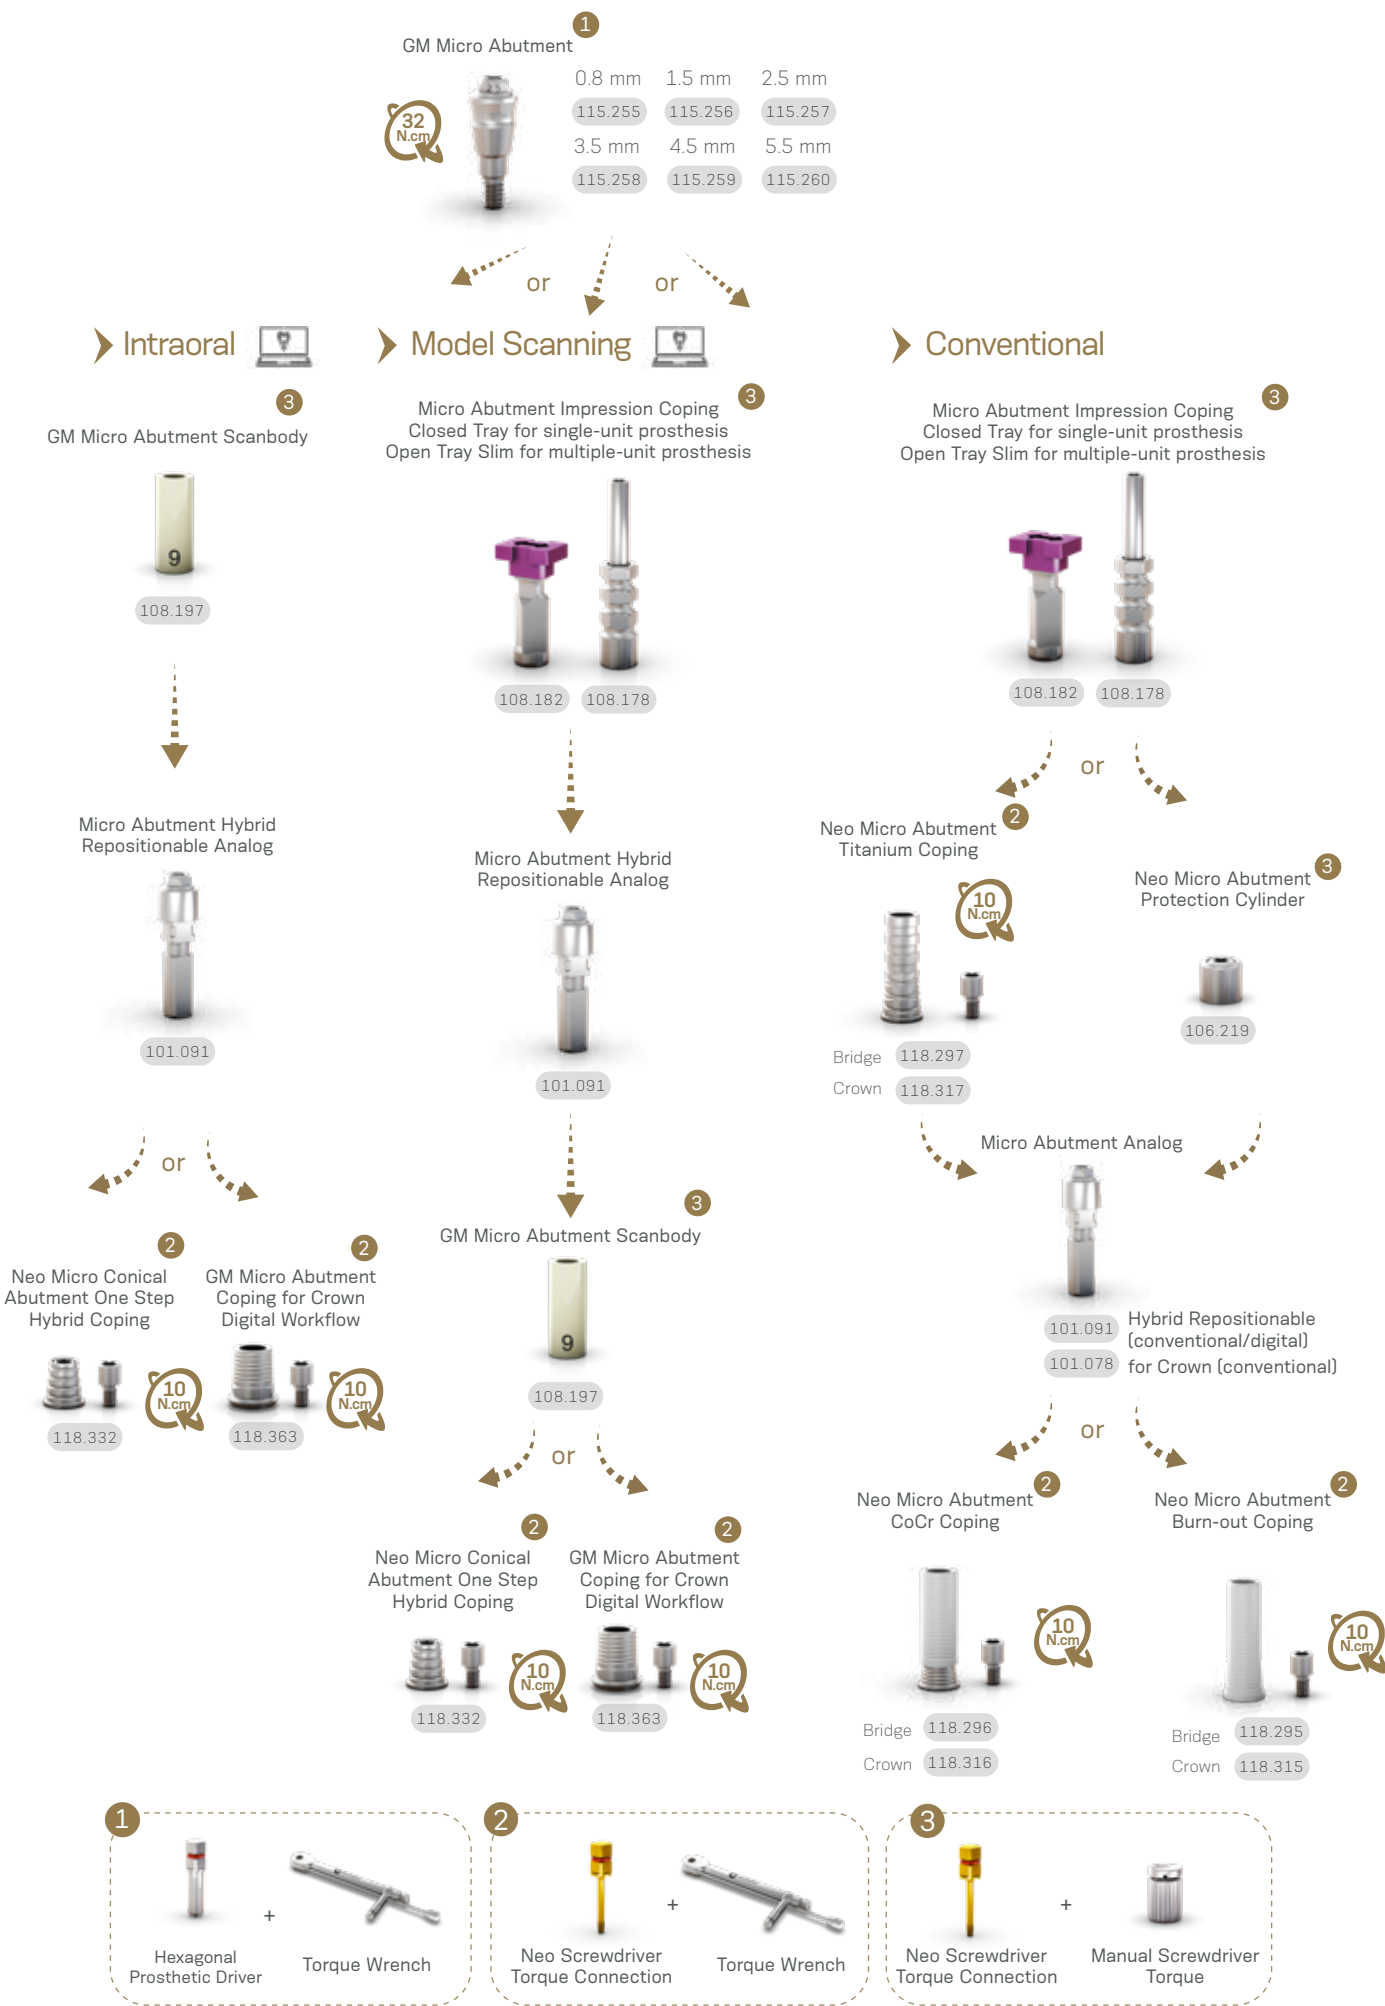 1
GM Micro Abutment
32
N.cm
0.8 mm 1.5 mm 2.5 mm
115.255 115.256 115.257
3.5 mm 4.5 mm 5.5 mm
115.258 115.259 115.260
or
or
Intraoral
3
GM Micro Abutment Scanbody
9
108.197
Micro Abutment Hybrid
Repositionable Analog
101.091
or
2
Neo Micro Conical
Abutment One Step
Hybrid Coping
10
N.cm
118.332
2
GM Micro Abutment
Coping for Crown
Digital Workflow
10
N.cm
118.363
Model Scanning
3
Micro Abutment Impression Coping
Closed Tray for single-unit prosthesis
Open Tray Slim for multiple-unit prosthesis
108.182 108.178
Micro Abutment Hybrid
Repositionable Analog
101.091
3
GM Micro Abutment Scanbody
9
108.197
or
2
Neo Micro Conical
Abutment One Step
Hybrid Coping
10
N.cm
118.332
2
GM Micro Abutment
Coping for Crown
Digital Workflow
10
N.cm
118.363
Conventional
3
Micro Abutment Impression Coping
Closed Tray for single-unit prosthesis
Open Tray Slim for multiple-unit prosthesis
108.182 108.178
or
2
Neo Micro Abutment
Titanium Coping
10
N.cm
Bridge 118.297
Crown 118.317
3
Neo Micro Abutment
Protection Cylinder
106.219
Micro Abutment Analog
101.091 Hybrid Repositionable
(conventional/digital)
101.078 for Crown (conventional)
or
2
Neo Micro Abutment
CoCr Coping
10
N.cm
Bridge 118.296
Crown 118.316
2
Neo Micro Abutment
Burn-out Coping
10
N.cm
Bridge 118.295
Crown 118.315
1
Hexagonal
Prosthetic Driver
+
Torque Wrench
2
Neo Screwdriver
Torque Connection
+
Torque Wrench
3
Neo Screwdriver
Torque Connection
+
Manual Screwdriver
Torque